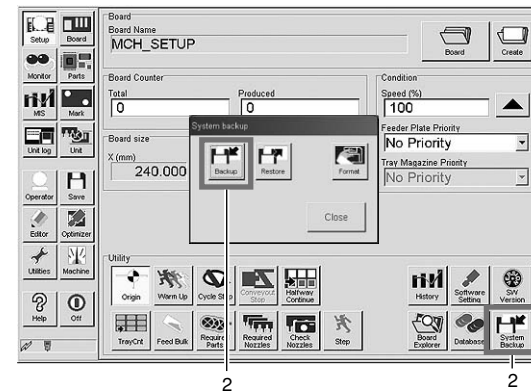 Setup
Board
Monitor
Parts
MIS
Mark
Unit log
Unit
Operator
Save
Editor
Optimizer
Utilities
Machine
Help
Off
Board
Board Name
MCH_SETUP
Board
Create
Board Counter
Total
Produced
0
0
Condition
Speed (%)
100
Feeder Plate Priority
No Priority
Tray Magazine Priority
No Priority
Board size
X (mm)
240.000
System backup
Backup
Restore
Format
Close
Utility
Origin
Warm Up
Cycle Stop
Conveyout
Stop
Halfway
Continue
History
Software
Setting
S/W
Version
TrayCnt
Feed Bulk
Require
Parts
Required
Nozzles
Check
Nozzles
Step
Board
Explorer
Database
System
Backup
2
2